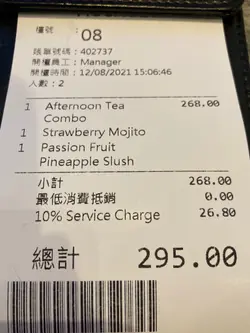 檯號 : 08
賬單號碼：402737
開檯員工：Manager
開檯時間：12/08/2021 15:06:46
人數：2
1 Afternoon Tea 268.00
Combo
1 Strawberry Mojito
1 Passion Fruit
Pineapple Slush
小計 268.00
最低消費抵銷 0.00
10% Service Charge 26.80
總計 295.00